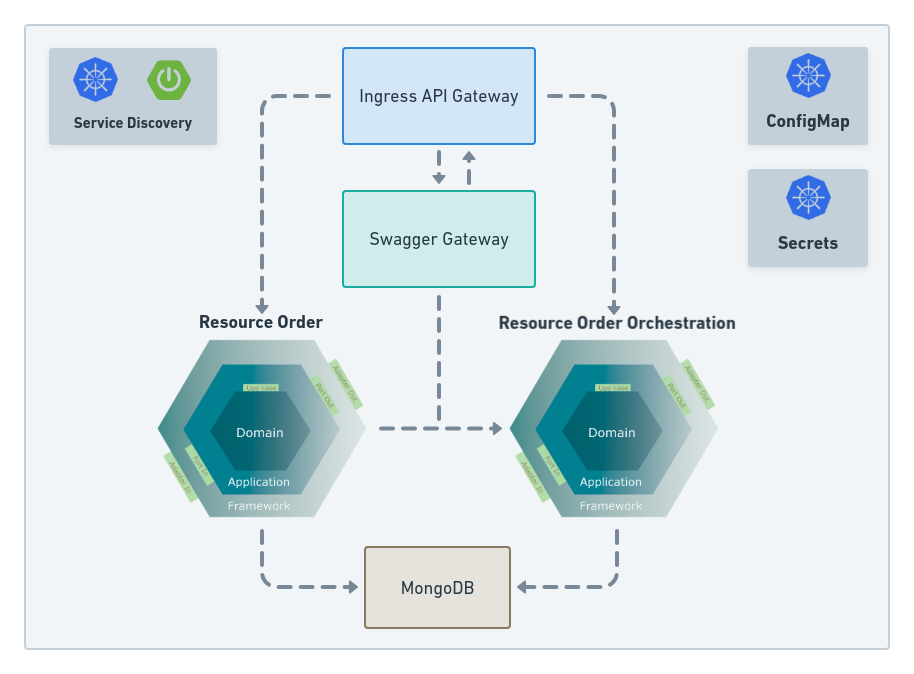 Ingress API Gateway
Service Discovery
ConfigMap
Swagger Gateway
Secrets
Resource Order
Resource Order Orchestration
Use case
Adapter Out
Port Out
Domain
Port In
Adapter In
Application
Framework
Use case
Adapter Out
Port Out
Domain
Port In
Adapter In
Application
Framework
MongoDB